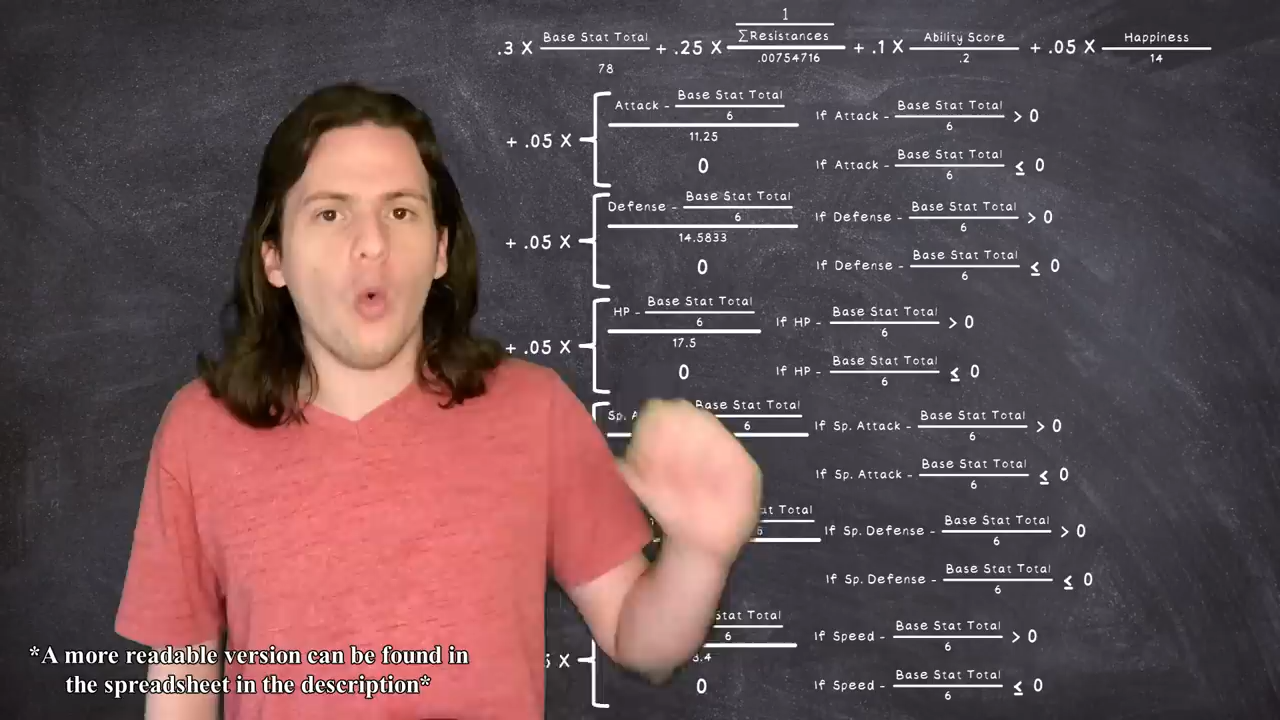 .3 X Base Stat Total / 78 + .25 X 1 / ∑Resistances / .00754716 + .1 X Ability Score / .2 + .05 X Happiness / 14
+ .05 X { Attack - Base Stat Total / 6 / 11.25 If Attack - Base Stat Total / 6 > 0
0 If Attack - Base Stat Total / 6 ≤ 0
+ .05 X { Defense - Base Stat Total / 6 / 14.5833 If Defense - Base Stat Total / 6 > 0
0 If Defense - Base Stat Total / 6 ≤ 0
+ .05 X { HP - Base Stat Total / 6 / 17.5 If HP - Base Stat Total / 6 > 0
0 If HP - Base Stat Total / 6 ≤ 0
Sp. Base Stat Total / 6 If Sp. Attack - Base Stat Total / 6 > 0
If Sp. Attack - Base Stat Total / 6 ≤ 0
Total If Sp. Defense - Base Stat Total / 6 > 0
If Sp. Defense - Base Stat Total / 6 ≤ 0
X { Stat Total / 6 If Speed - Base Stat Total / 6 > 0
0 If Speed - Base Stat Total / 6 ≤ 0
*A more readable version can be found in
the spreadsheet in the description*